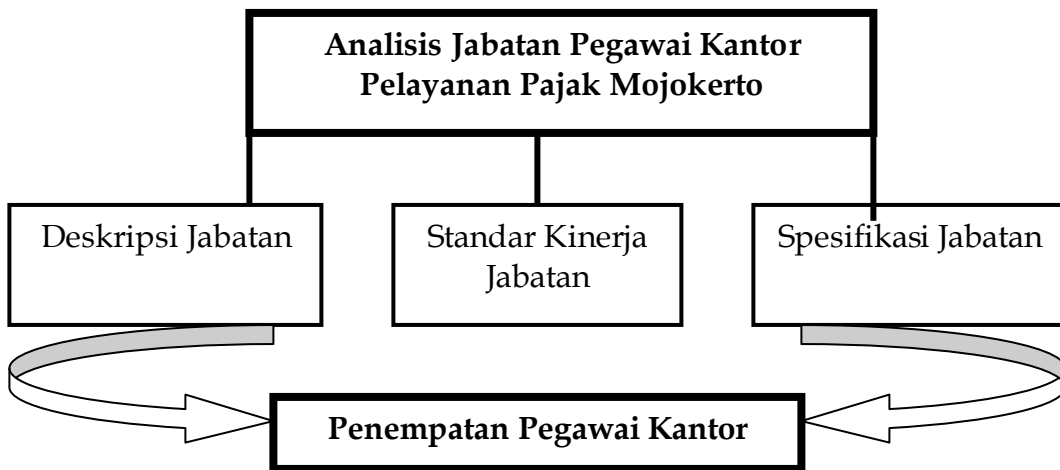 Analisis Jabatan Pegawai Kantor
Pelayanan Pajak Mojokerto
Deskripsi Jabatan
Standar Kinerja
Jabatan
Spesifikasi Jabatan
Penempatan Pegawai Kantor